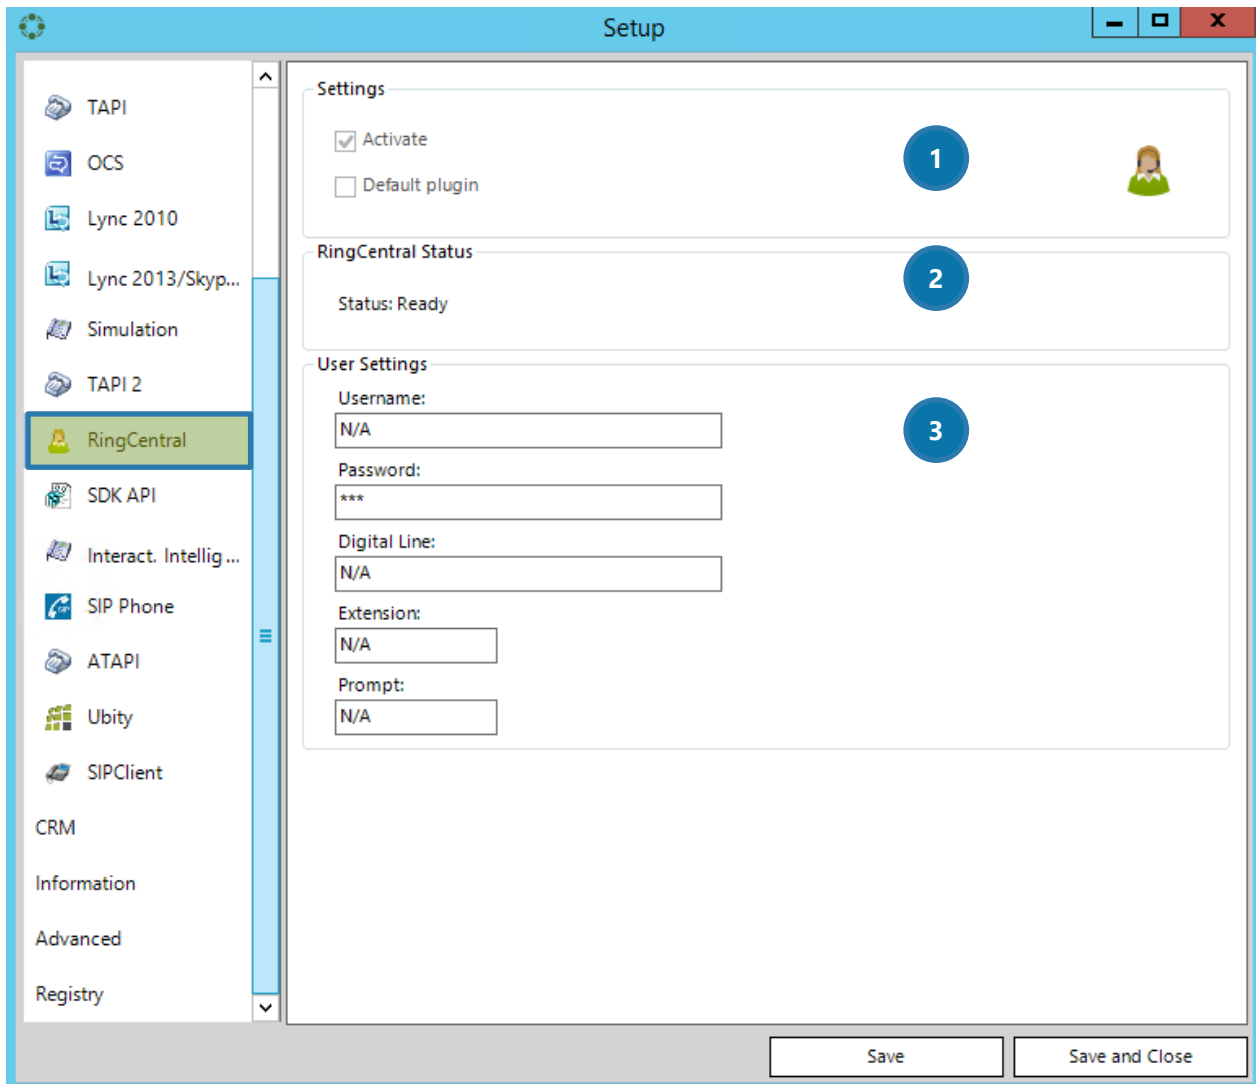 Setup
TAPI
OCS
Lync 2010
Lync 2013/Skyp...
Simulation
TAPI 2
RingCentral
SDK API
Interact. Intellig...
SIP Phone
ATAPI
Ubity
SIPClient
CRM
Information
Advanced
Registry
Settings
Activate
Default plugin
1
RingCentral Status
2
Status: Ready
User Settings
Username:
N/A
3
Password:
***
Digital Line:
N/A
Extension:
N/A
Prompt:
N/A
Save
Save and Close